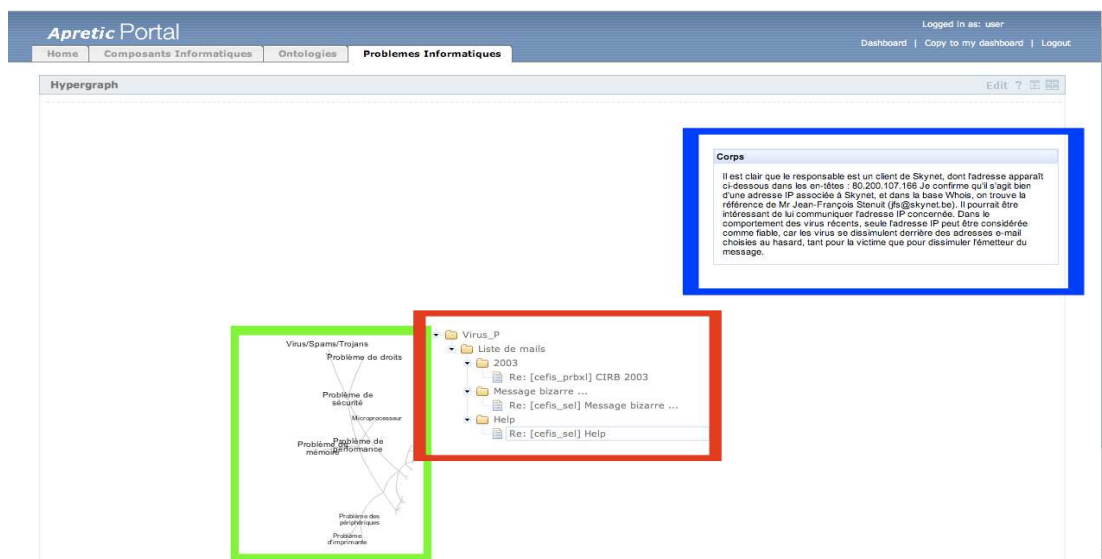 Apretic Portal
Logged in as: user
Dashboard | Copy to my dashboard | Logout
Home Composants Informatiques Ontologies Problemes Informatiques
Hypergraph
Edit ?
Corps
Il est clair que le responsable est un client de Skynet, dont l'adresse apparaît
ci-dessous dans les en-têtes : 80.200.107.166 Je confirme qu'il s'agit bien
d'une adresse IP associée à Skynet, et dans la base Whois, on trouve la
référence de Mr Jean-François Stenuit (jfs@skynet.be). Il pourrait être
intéressant de lui communiquer l'adresse IP concernée. Dans le
comportement des virus récents, seule l'adresse IP peut être considérée
comme fiable, car les virus se dissimulent derrière des adresses e-mail
choisies au hasard, tant pour la victime que pour dissimuler l'émetteur du
message.
Virus_P
Liste de mails
2003
Re: [cefis_prbxl] CIRB 2003
Message bizarre ...
Re: [cefis_sel] Message bizarre ...
Help
Re: [cefis_sel] Help
Virus/Spams/Trojans
Problème de droits
Problème de
sécurité
Microprocesseur
Problème de
mémoire
Problème de
performance
Problème des
périphériques
Problème
d'imprimante